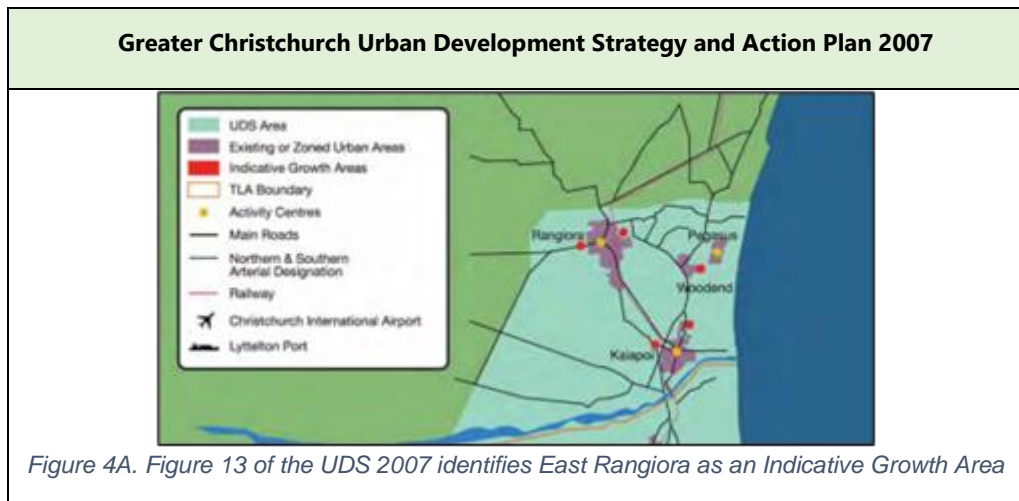 Greater Christchurch Urban Development Strategy and Action Plan 2007
UDS Area
Existing or Zoned Urban Areas
Indicative Growth Areas
TLA Boundary
Activity Centres
Main Roads
Northern & Southern
Arterial Designation
Railway
Christchurch International Airport
Lyttelton Port
Rangiora
Pegasus
Woodend
Kaiapoi
Figure 4A. Figure 13 of the UDS 2007 identifies East Rangiora as an Indicative Growth Area